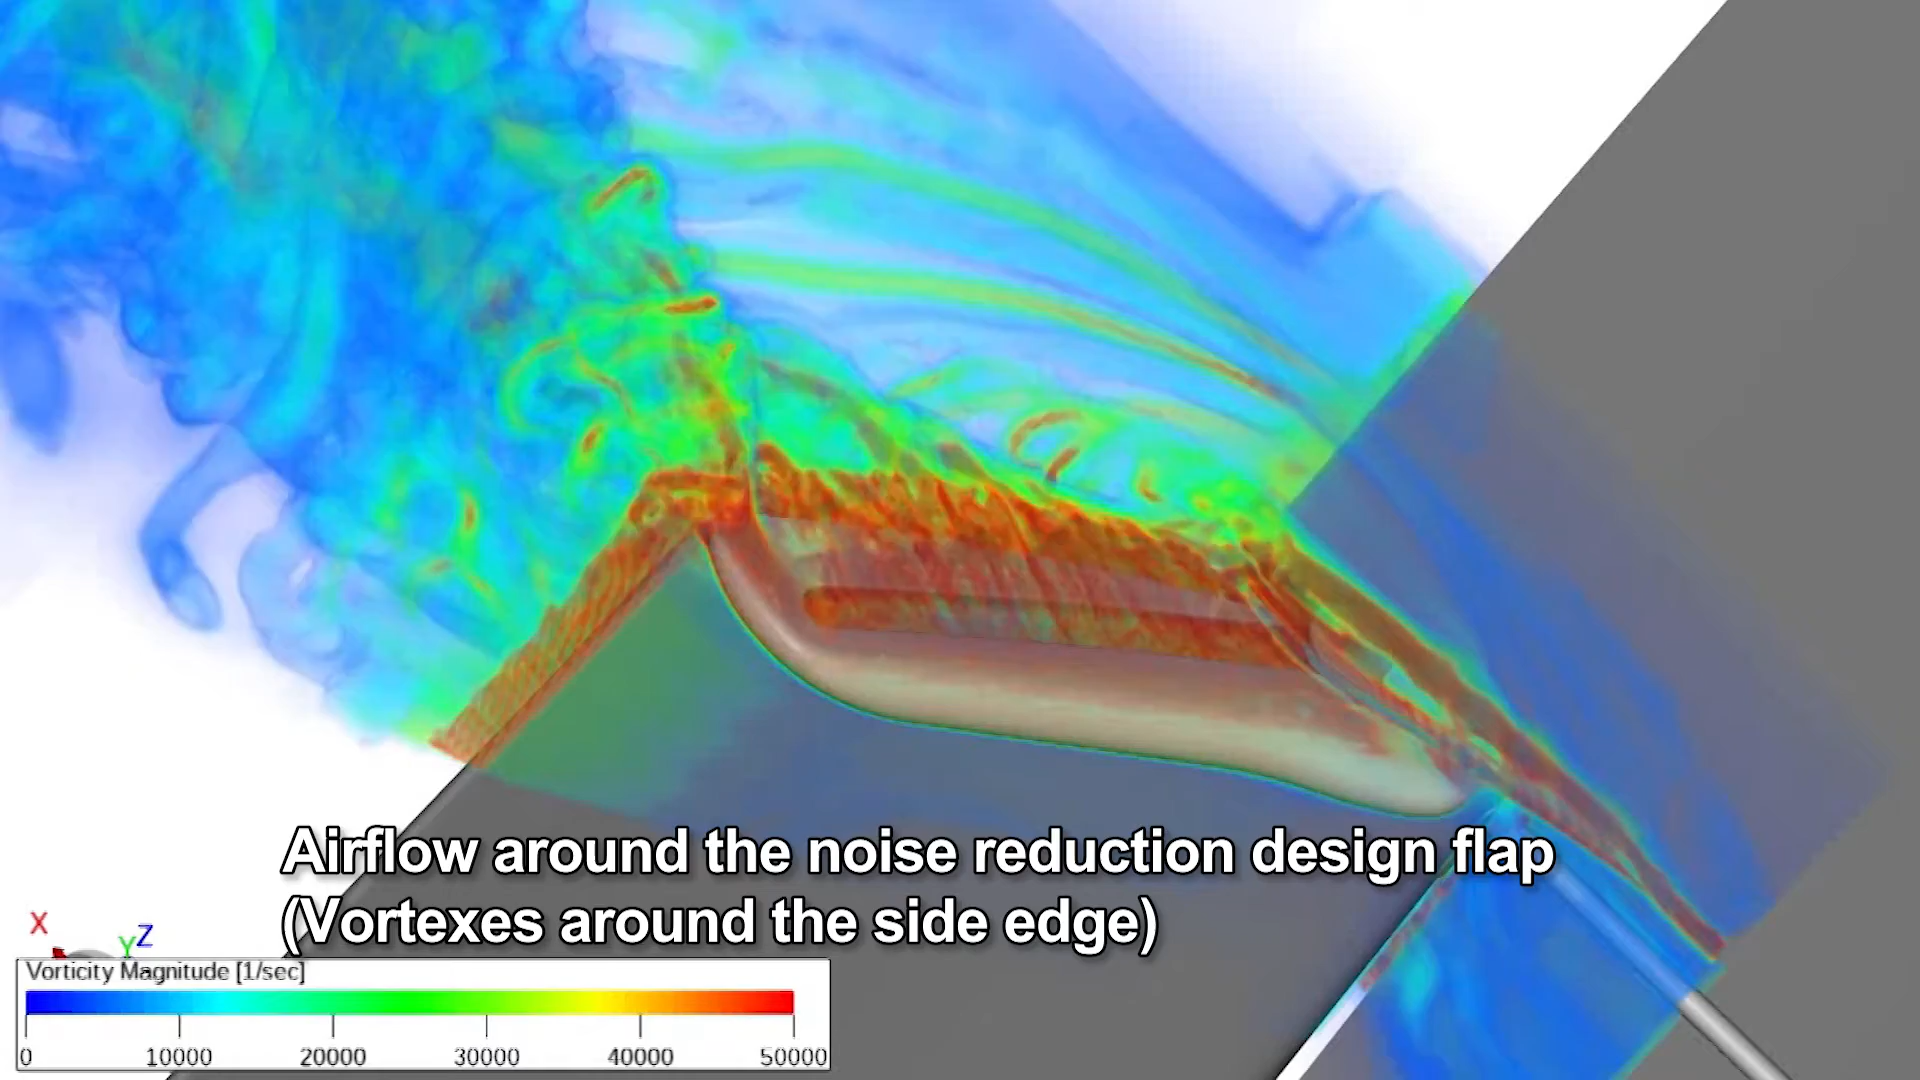 Airflow around the noise reduction design flap
(Vortexes around the side edge)
X
Y
Z
Vorticity Magnitude [1/sec]
0 10000 20000 30000 40000 50000